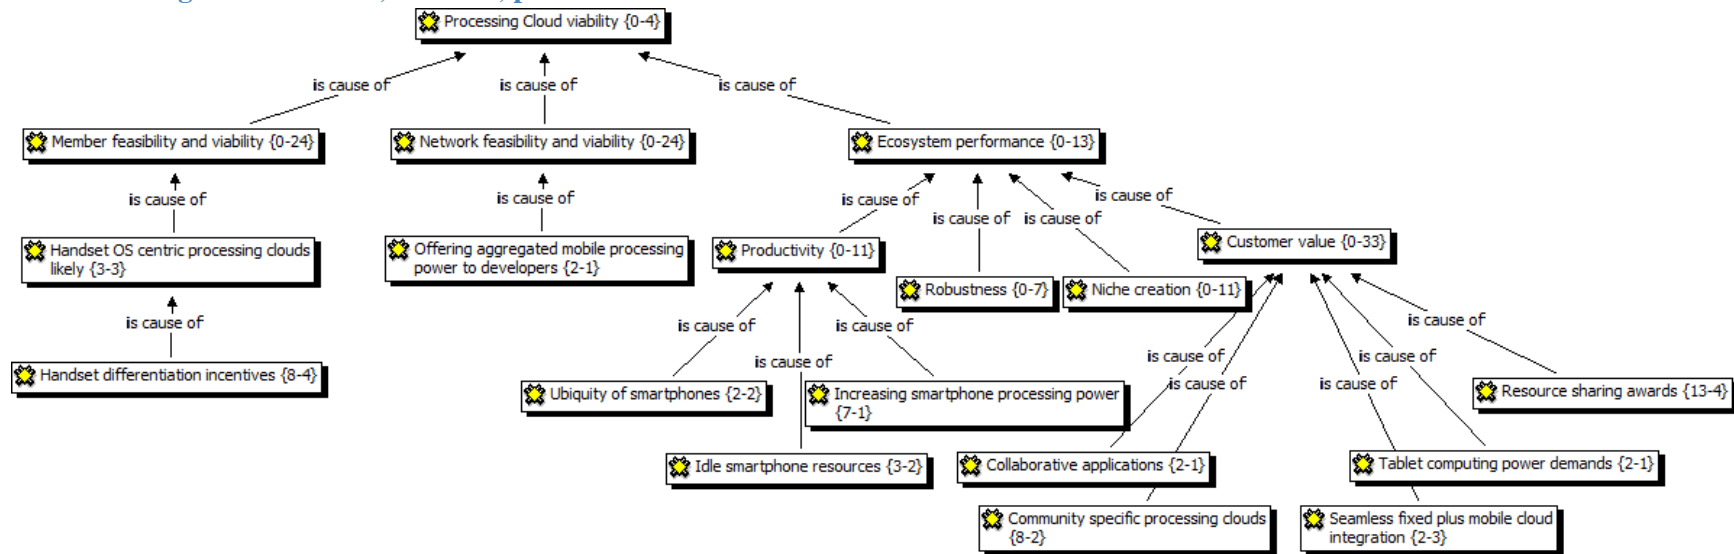 Processing Cloud viability {0-4}
is cause of
is cause of
is cause of
Member feasibility and viability {0-24}
Network feasibility and viability {0-24}
Ecosystem performance {0-13}
is cause of
is cause of
is cause of
is cause of
is cause of
is cause of
Handset OS centric processing clouds
likely {3-3}
Offering aggregated mobile processing
power to developers {2-1}
Productivity {0-11}
Customer value {0-33}
Robustness {0-7}
Niche creation {0-11}
is cause of
is cause of
is cause of
is cause of
is cause of
is cause of
is cause of
is cause of
is cause of
Handset differentiation incentives {8-4}
Ubiquity of smartphones {2-2}
Increasing smartphone processing power
{7-1}
Resource sharing awards {13-4}
Idle smartphone resources {3-2}
Collaborative applications {2-1}
Tablet computing power demands {2-1}
Community specific processing clouds
{8-2}
Seamless fixed plus mobile cloud
integration {2-3}